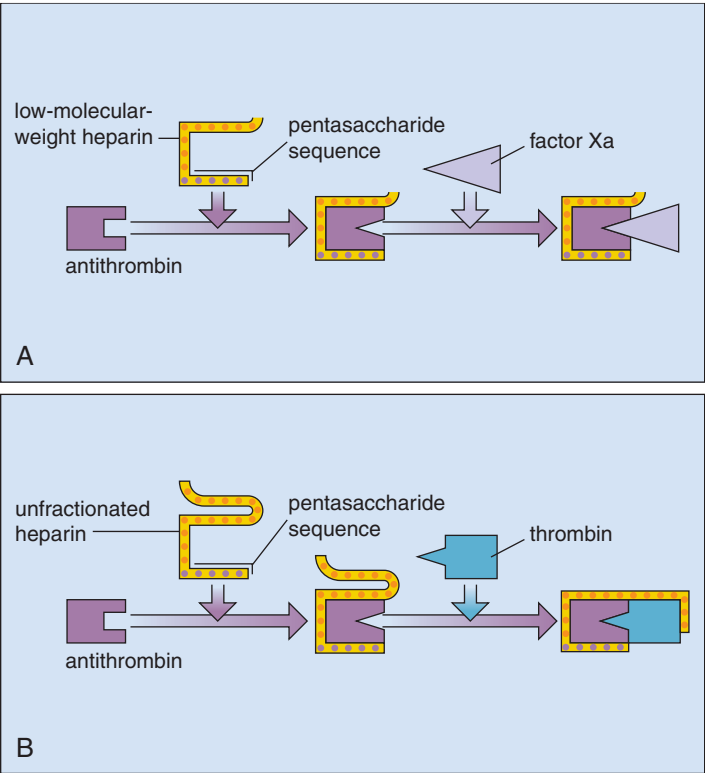 low-molecular-
weight heparin
pentasaccharide
sequence
factor Xa
antithrombin
A
unfractionated
heparin
pentasaccharide
sequence
thrombin
antithrombin
B